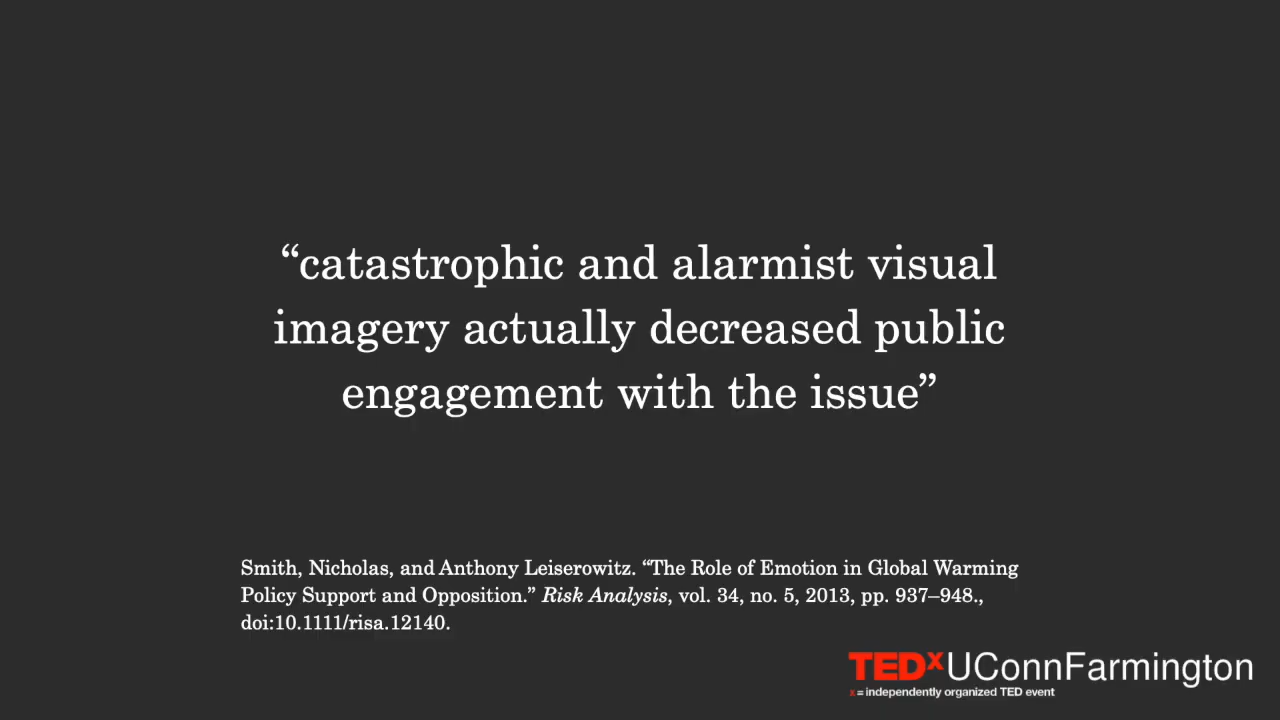 “catastrophic and alarmist visual
imagery actually decreased public
engagement with the issue”
Smith, Nicholas, and Anthony Leiserowitz. “The Role of Emotion in Global Warming
Policy Support and Opposition.” Risk Analysis, vol. 34, no. 5, 2013, pp. 937–948.,
doi:10.1111/risa.12140.
TEDxUConnFarmington
x = independently organized TED event